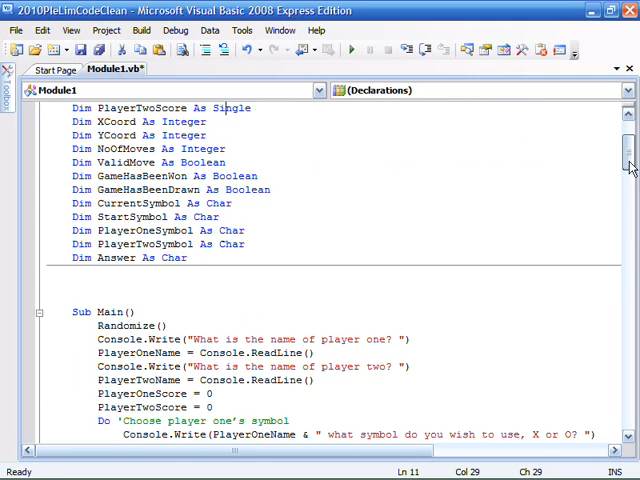 2010PleLimCodeClean - Microsoft Visual Basic 2008 Express Edition
File Edit View Project Build Debug Data Tools Window Help
Start Page Module1.vb*
Module1 (Declarations)
Toolbox
Dim PlayerTwoScore As Single
Dim XCoord As Integer
Dim YCoord As Integer
Dim NoOfMoves As Integer
Dim ValidMove As Boolean
Dim GameHasBeenWon As Boolean
Dim GameHasBeenDrawn As Boolean
Dim CurrentSymbol As Char
Dim StartSymbol As Char
Dim PlayerOneSymbol As Char
Dim PlayerTwoSymbol As Char
Dim Answer As Char
Sub Main()
Randomize()
Console.Write("What is the name of player one? ")
PlayerOneName = Console.ReadLine()
Console.Write("What is the name of player two? ")
PlayerTwoName = Console.ReadLine()
PlayerOneScore = 0
PlayerTwoScore = 0
Do 'Choose player one's symbol
Console.Write(PlayerOneName & " what symbol do you wish to use, X or O? ")
Ready Ln 11 Col 29 Ch 29 INS